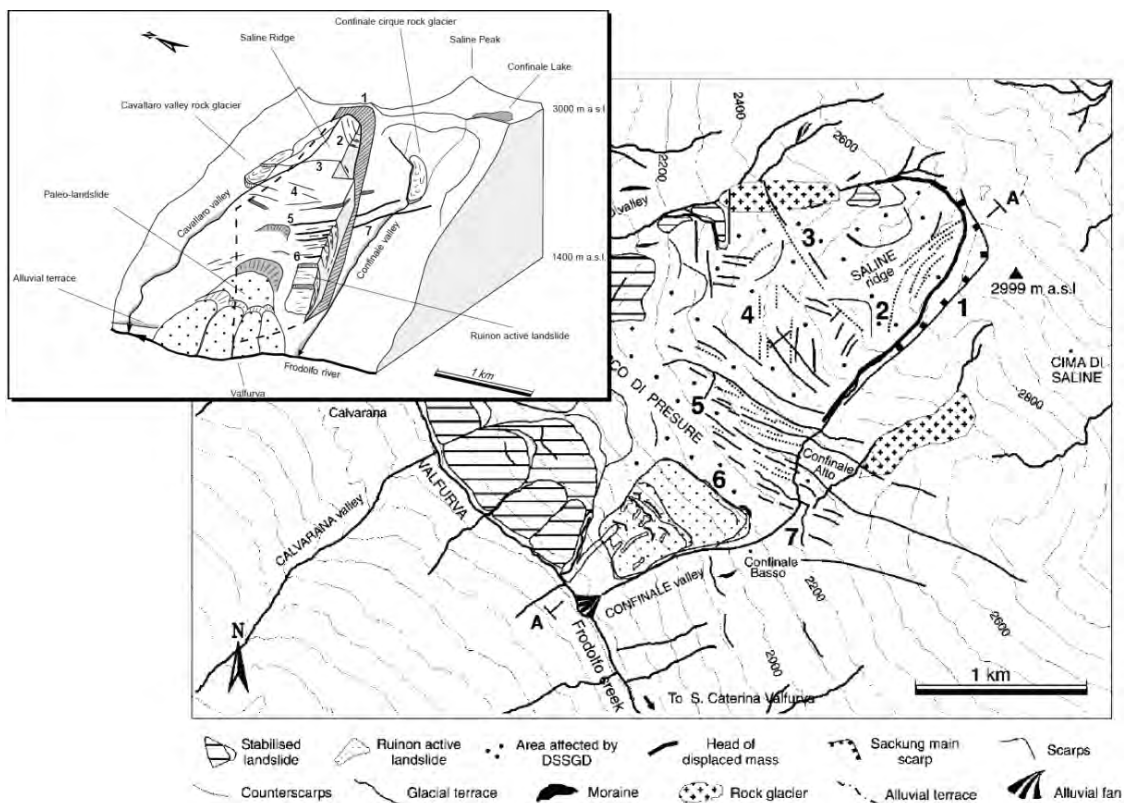 Confinale cirque rock glacier
Saline Ridge
Saline Peak
Confinale Lake
Cavallaro valley rock glacier
1
3000 m a.s.l
2
3
Paleo-landslide
4
Cavallaro valley
5
7
Confinale valley
6
1400 m a.s.l
Alluvial terrace
Ruinon active landslide
Frodolfo river
1 km
Valfurva
2400
2600
2200
valley
A'
3
SALINE
ridge
2999 m a.s.l
4
2
1
CIMA DI
SALINE
CO DI PRESURE
2800
5
Calvarana
Confinale
Alto
VALFURVA
6
CALVARANA valley
7
Confinale
Basso
CONFINALE valley
2200
A
2600
N
Frodolfo creek
2000
1 km
To S. Caterina Valfurva
Stabilised
landslide
Ruinon active
landslide
Area affected by
DSSGD
Head of
displaced mass
Sackung main
scarp
Scarps
Counterscarps
Glacial terrace
Moraine
Rock glacier
Alluvial terrace
Alluvial fan